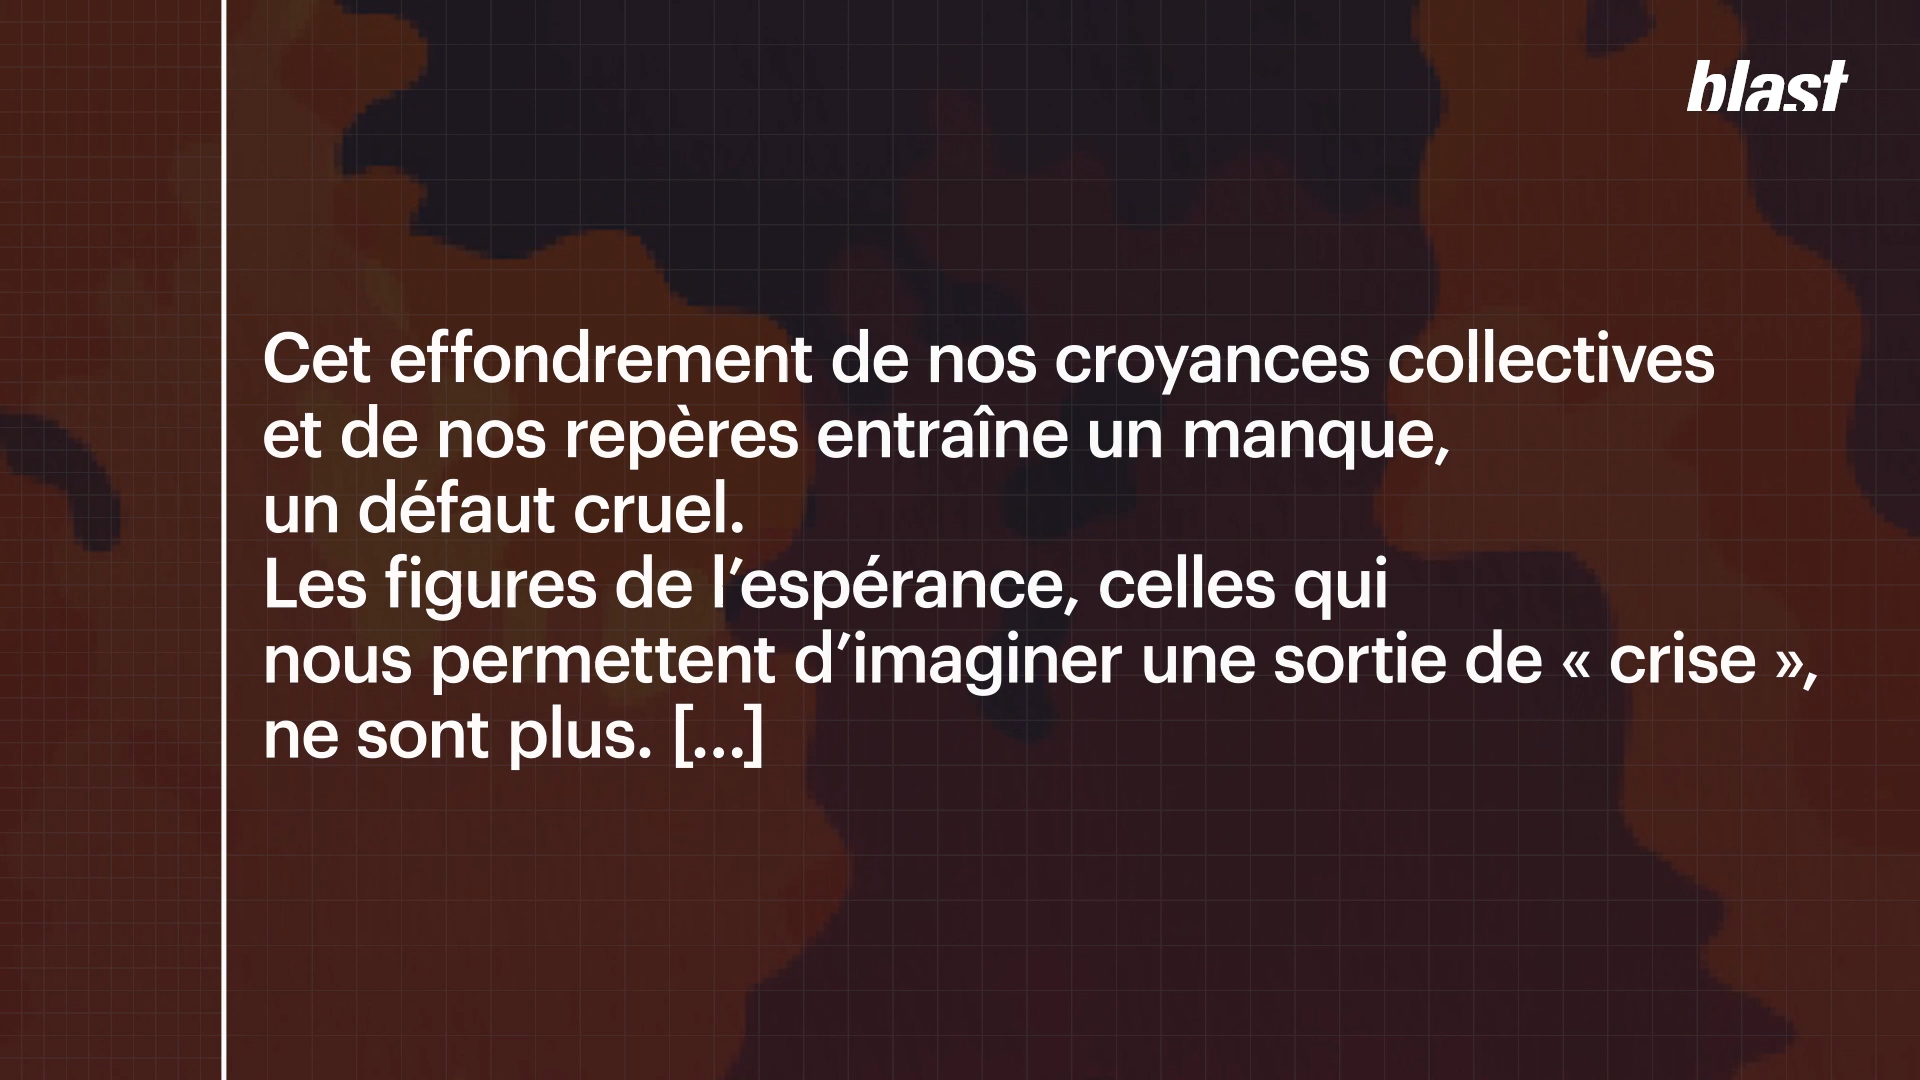 blast
Cet effondrement de nos croyances collectives
et de nos repères entraîne un manque,
un défaut cruel.
Les figures de l’espérance, celles qui
nous permettent d’imaginer une sortie de « crise »,
ne sont plus. [...]